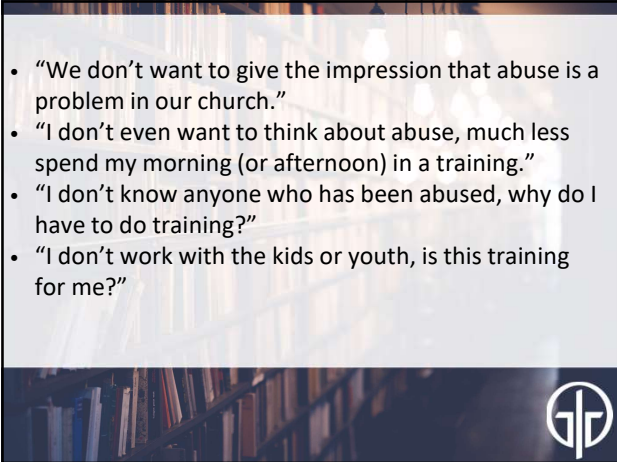 • “We don’t want to give the impression that abuse is a
problem in our church.”
• “I don’t even want to think about abuse, much less
spend my morning (or afternoon) in a training.”
• “I don’t know anyone who has been abused, why do I
have to do training?”
• “I don’t work with the kids or youth, is this training
for me?”